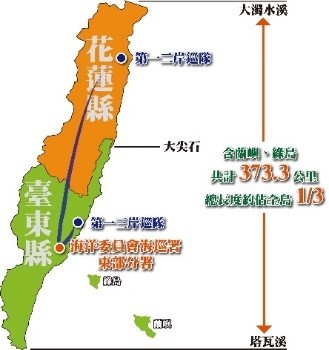 大濁水溪
花蓮縣
第一二岸巡隊
大尖石
含蘭嶼、綠島
共計 373.3 公里
總長度約佔全島 1/3
臺東縣
第一三岸巡隊
海洋委員會海巡署
東部分署
綠島
蘭嶼
塔瓦溪